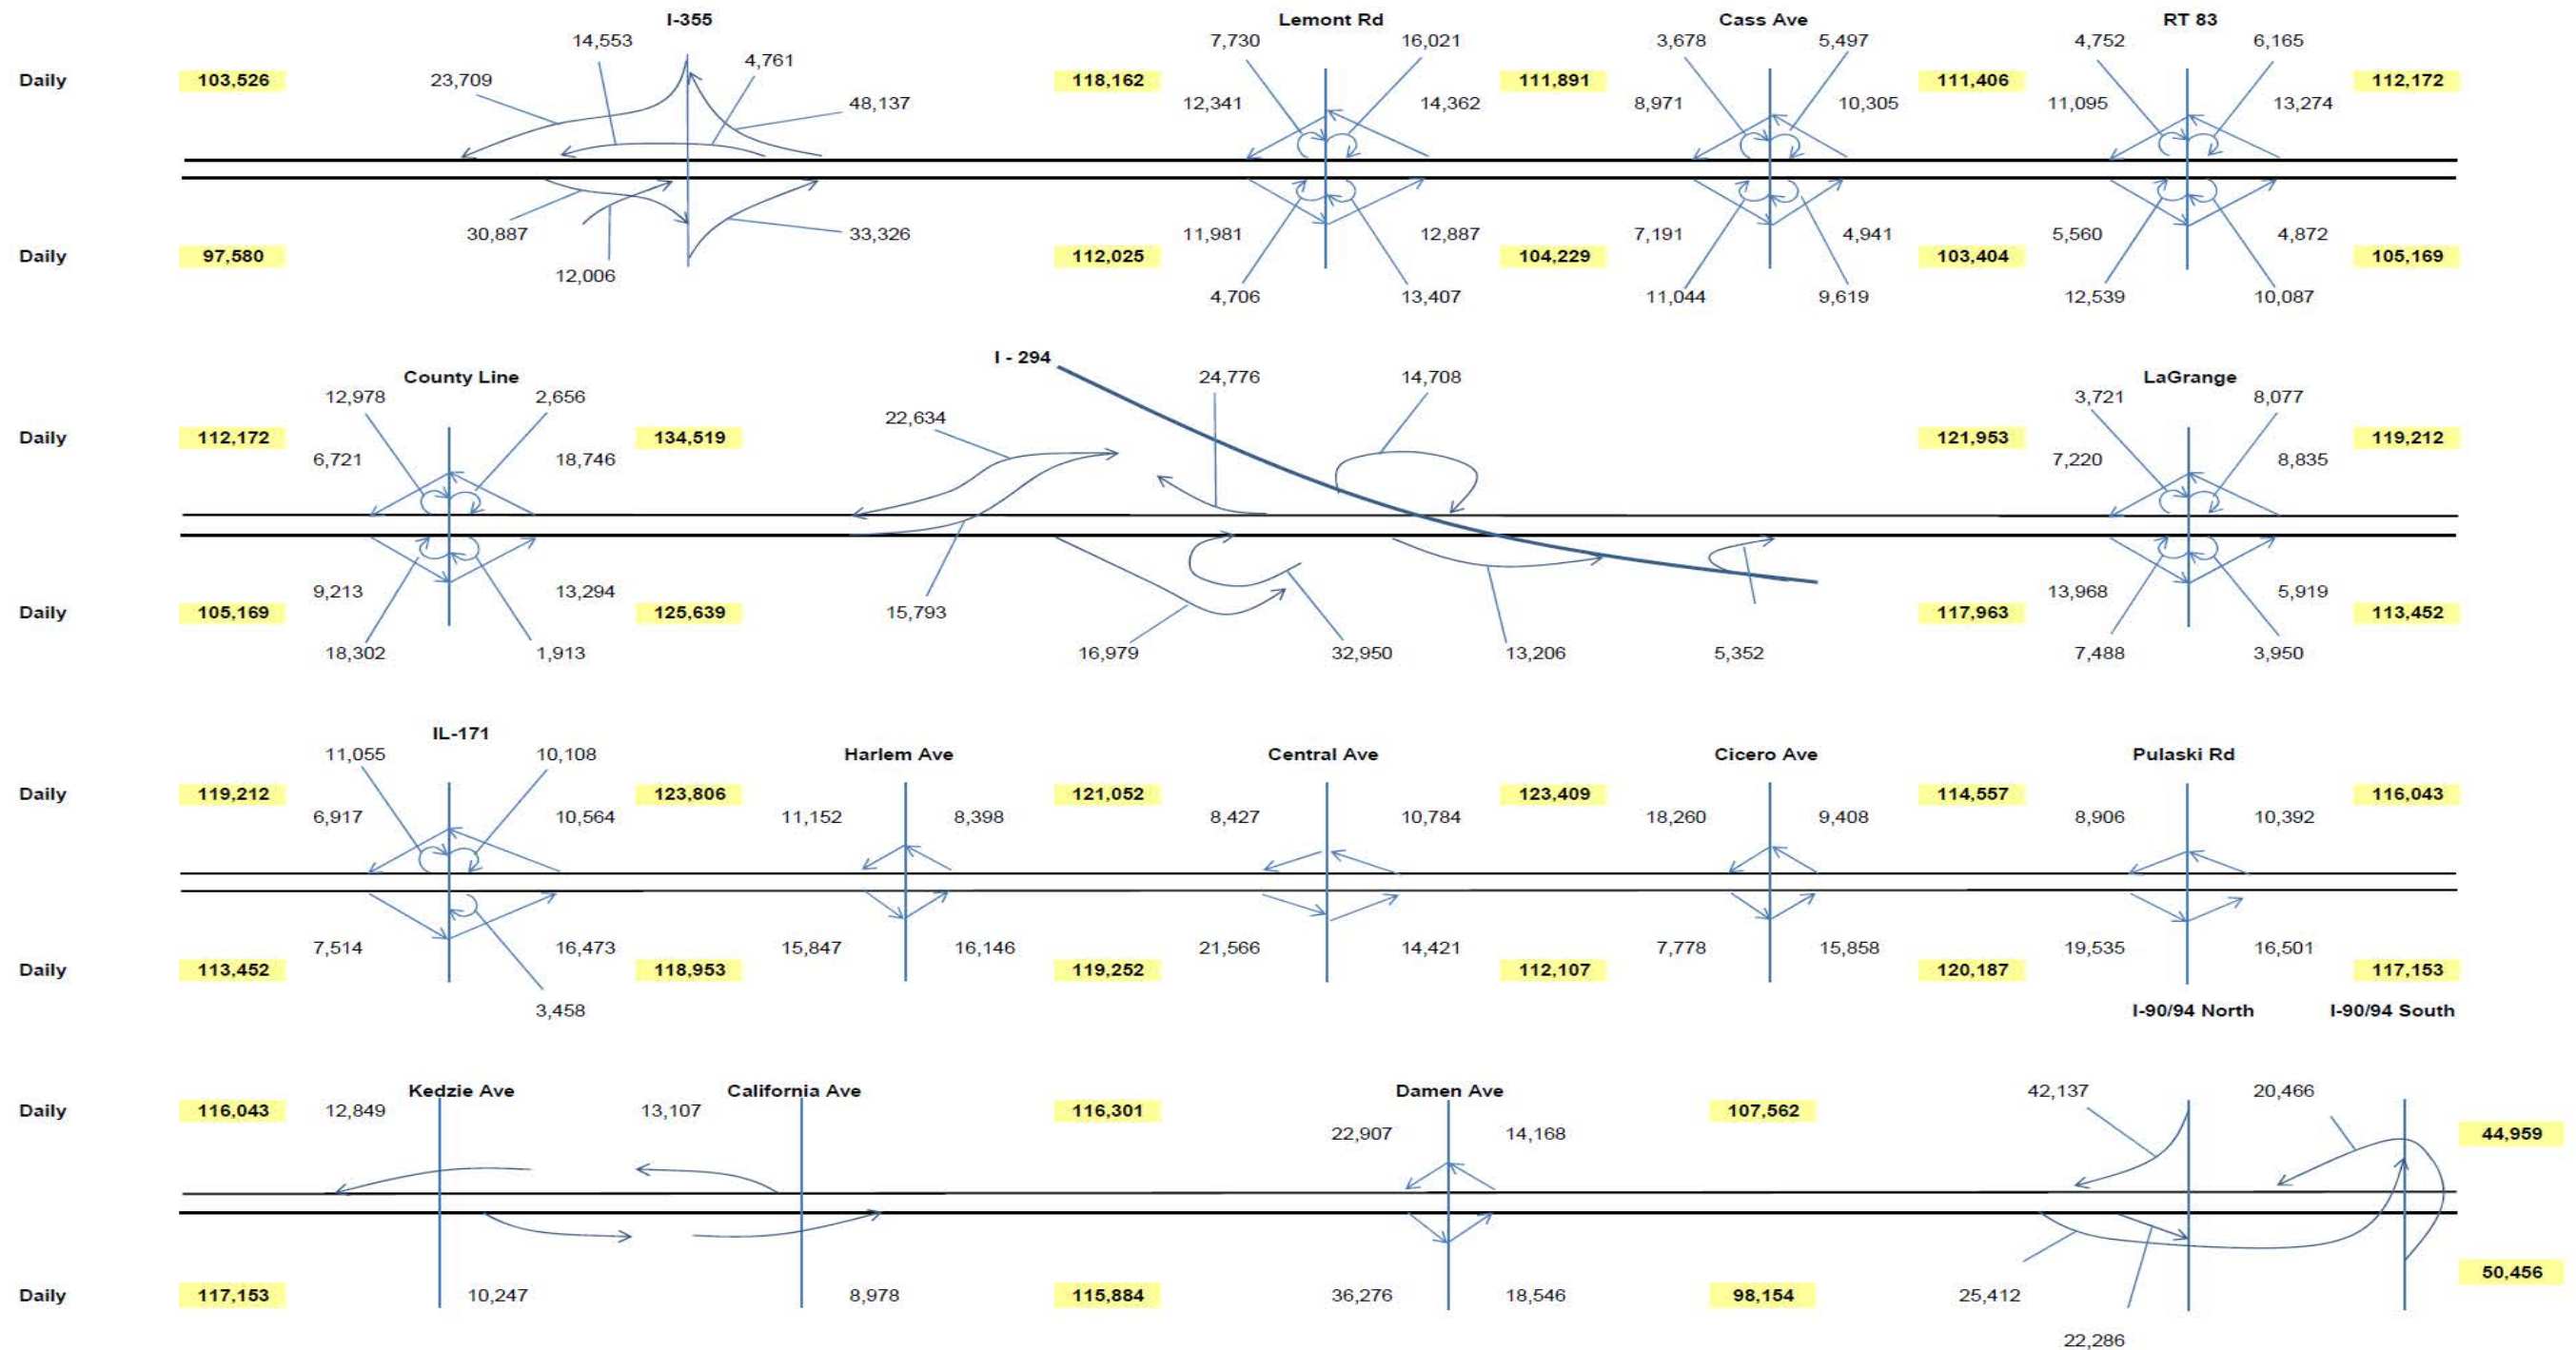 I-355 Lemont Rd Cass Ave RT 83
14,553 7,730 16,021 3,678 5,497 4,752 6,165
4,761
Daily 103,526 23,709 118,162 111,891 111,406 112,172
48,137 12,341 14,362 8,971 10,305 11,095 13,274
30,887 33,326 11,981 12,887 7,191 4,941 5,560 4,872
Daily 97,580 112,025 104,229 103,404 105,169
12,006
4,706 13,407 11,044 9,619 12,539 10,087
I - 294
County Line 24,776 14,708 LaGrange
12,978 2,656 3,721 8,077
22,634
Daily 112,172 134,519 121,953 119,212
6,721 18,746 7,220 8,835
9,213 13,294 13,968 5,919
Daily 105,169 125,639 15,793 117,963 113,452
18,302 1,913 16,979 32,950 13,206 5,352 7,488 3,950
IL-171
11,055 10,108 Harlem Ave Central Ave Cicero Ave Pulaski Rd
Daily 119,212 123,806 121,052 123,409 114,557 116,043
6,917 10,564 11,152 8,398 8,427 10,784 18,260 9,408 8,906 10,392
7,514 16,473 15,847 16,146 21,566 14,421 7,778 15,858 19,535 16,501
Daily 113,452 118,953 119,252 112,107 120,187 117,153
3,458 I-90/94 North I-90/94 South
Kedzie Ave California Ave Damen Ave 42,137 20,466
Daily 116,043 12,849 13,107 116,301 107,562
22,907 14,168 44,959
50,456
Daily 117,153 10,247 8,978 115,884 36,276 18,546 98,154 25,412
22,286